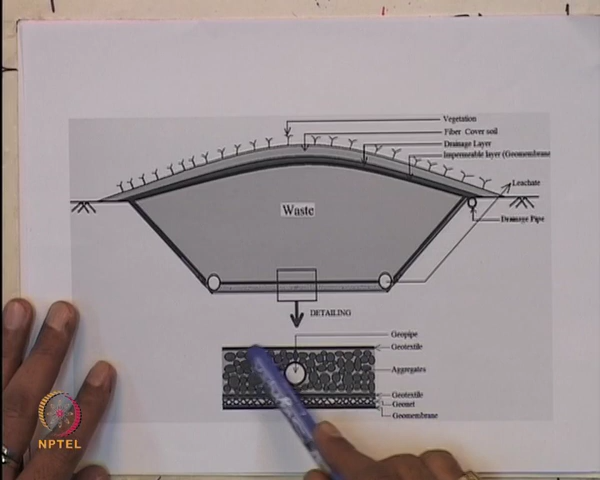 Vegetation
Fiber Cover soil
Drainage Layer
Impermeable layer (Geomembrane
Leachate
Waste
Drainage Pipe
DETAILING
Geopipe
Geotextile
Aggregates
Geotextile
Geonet
Geomembrane
NPTEL